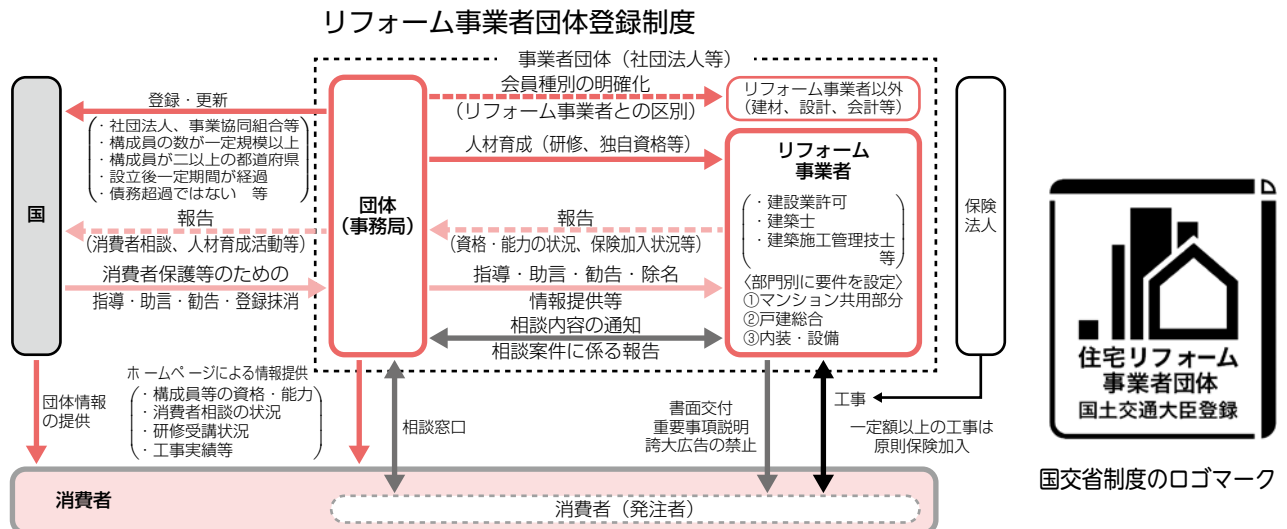 リフォーム事業者団体登録制度
事業者団体（社団法人等）
国
登録・更新
・社団法人、事業協同組合等
・構成員の数が一定規模以上
・構成員が二以上の都道府県
・設立後一定期間が経過
・債務超過ではない　等
報告
（消費者相談、人材育成活動等）
消費者保護等のための
指導・助言・勧告・登録抹消
団体
（事務局）
会員種別の明確化
（リフォーム事業者との区別）
人材育成（研修、独自資格等）
報告
（資格・能力の状況、保険加入状況等）
指導・助言・勧告・除名
情報提供等
相談内容の通知
相談案件に係る報告
リフォーム事業者以外
（建材、設計、会計等）
リフォーム
事業者
・建設業許可
・建築士
・建築施工管理技士
等
〈部門別に要件を設定〉
①マンション共用部分
②戸建総合
③内装・設備
保険
法人
団体情報
の提供
ホームページによる情報提供
・構成員等の資格・能力
・消費者相談の状況
・研修受講状況
・工事実績等
相談窓口
書面交付
重要事項説明
誇大広告の禁止
工事
一定額以上の工事は
原則保険加入
消費者
消費者（発注者）
住宅リフォーム
事業者団体
国土交通大臣登録
国交省制度のロゴマーク